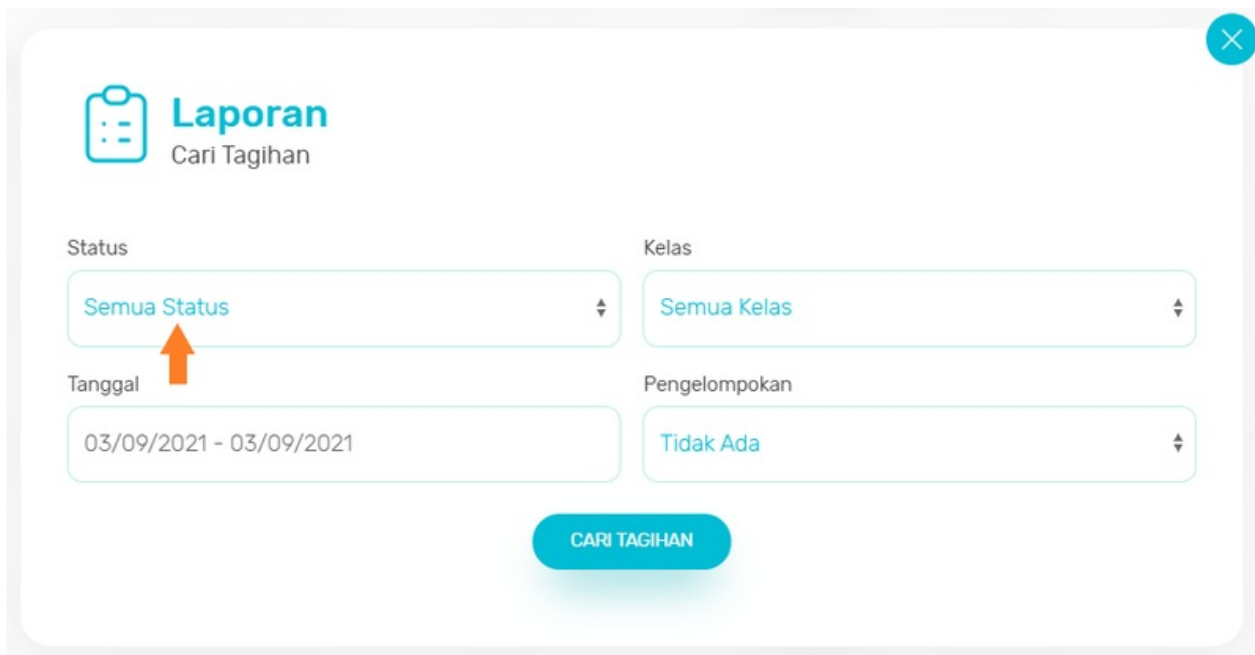 Laporan
Cari Tagihan
Status
Semua Status
Kelas
Semua Kelas
Tanggal
03/09/2021 - 03/09/2021
Pengelompokan
Tidak Ada
CARI TAGIHAN